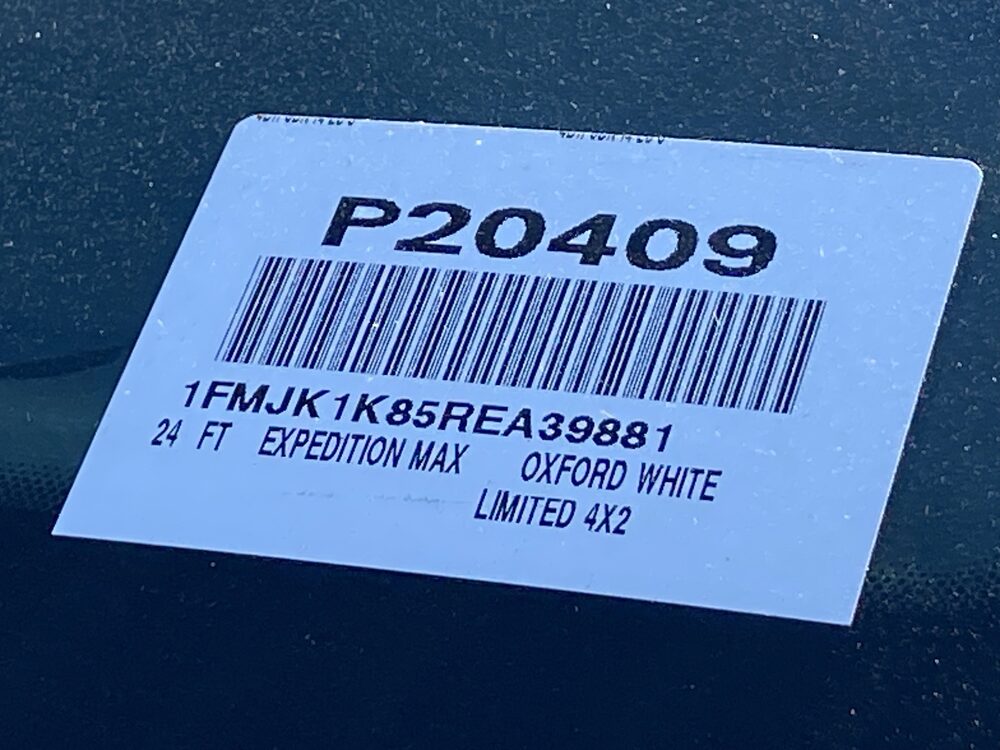 P20409
1FMJK1K85REA39881
24 FT EXPEDITION MAX OXFORD WHITE
LIMITED 4X2